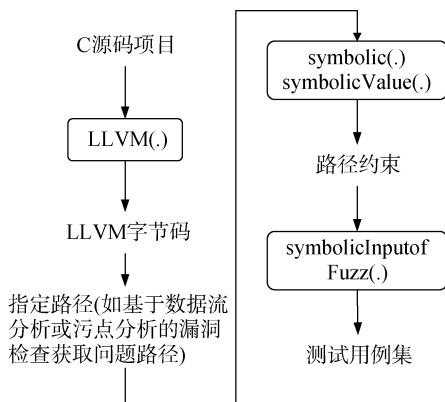 C源码项目
LLVM(.)
LLVM字节码
指定路径(如基于数据流
分析或污点分析的漏洞
检查获取问题路径)
symbolic(.)
symbolicValue(.)
路径约束
symbolicInputof
Fuzz(.)
测试用例集